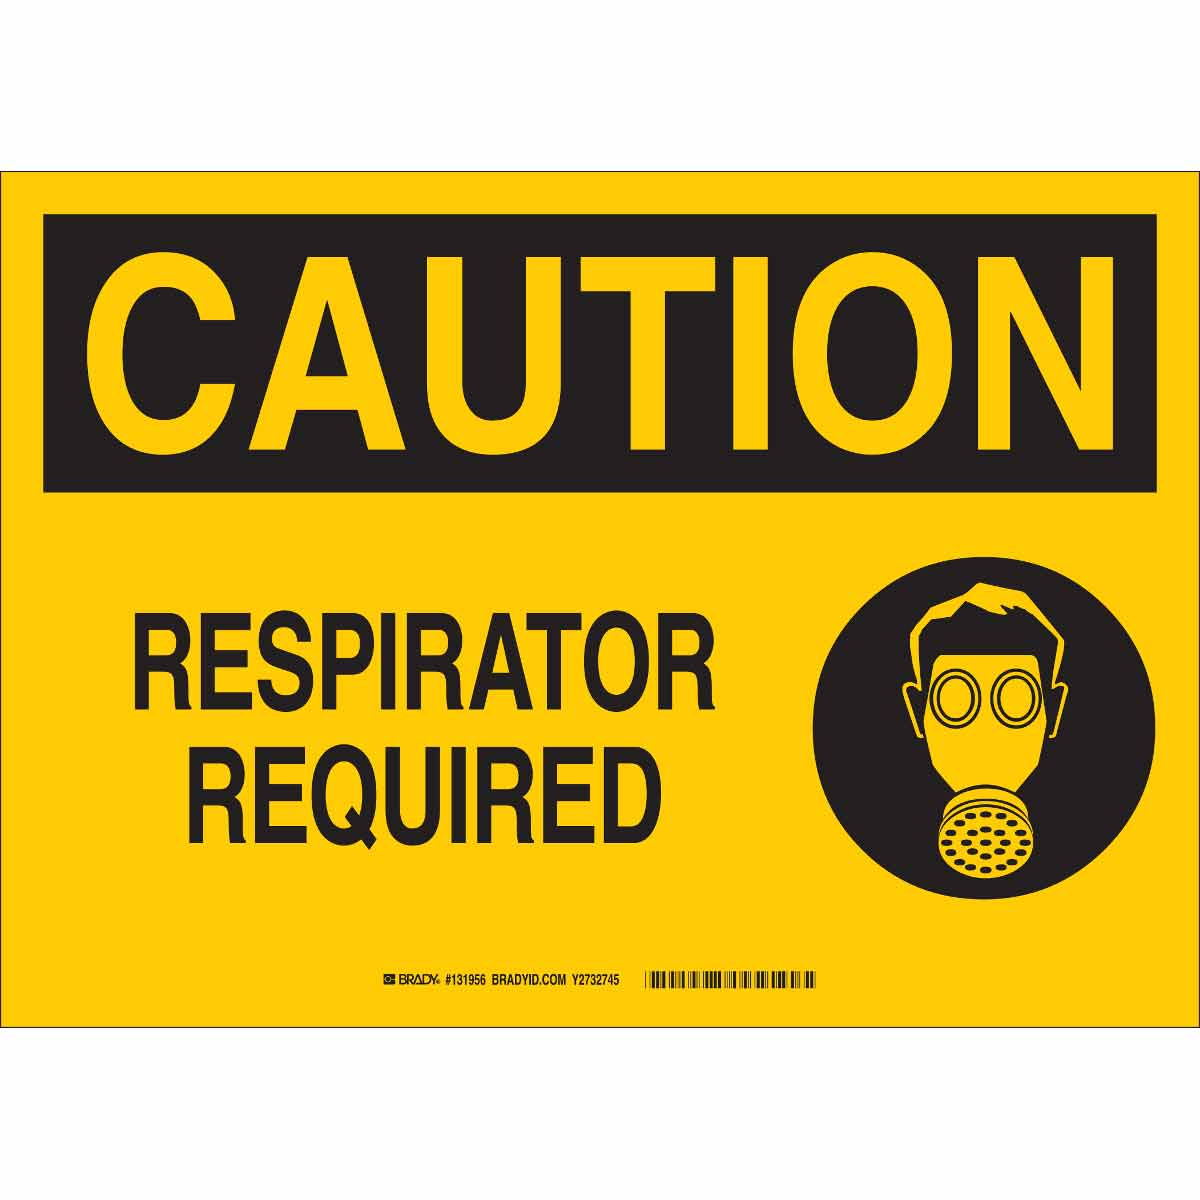 CAUTION
RESPIRATOR
REQUIRED
BRADY® #131956 BRADYID.COM Y2732745